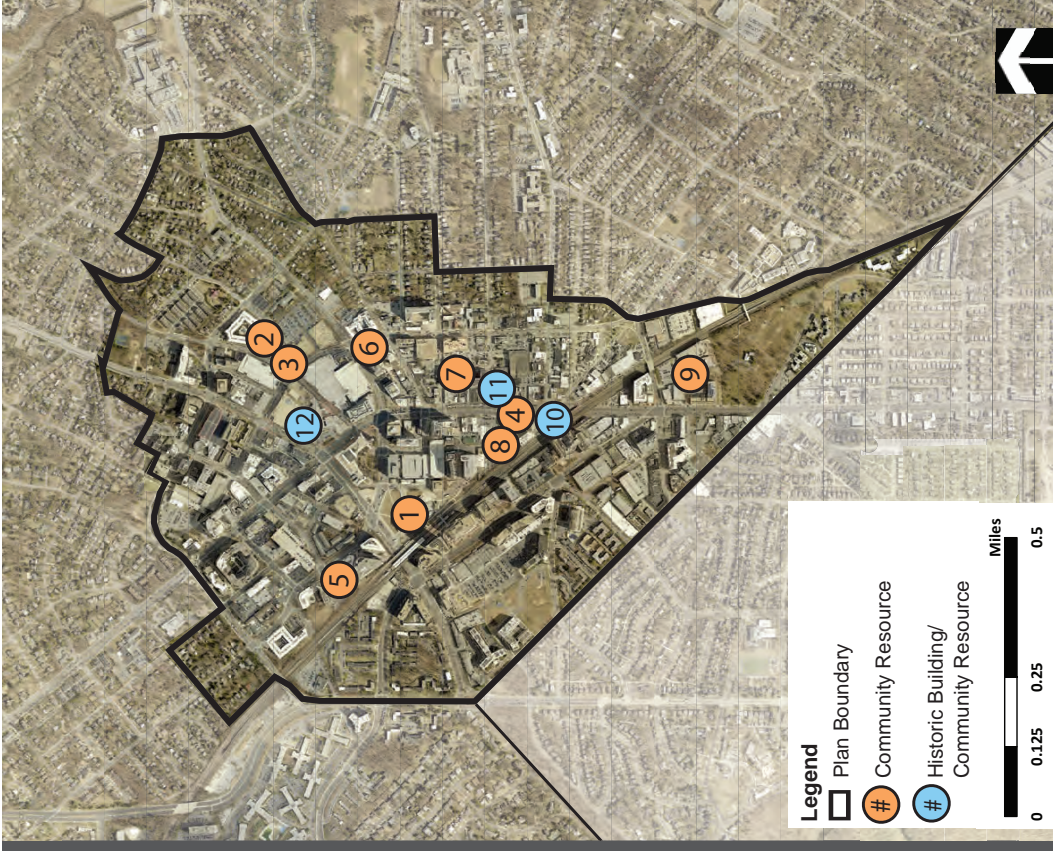 2
3
12
6
7
11
4
8
10
9
1
5
Legend
Plan Boundary
# Community Resource
# Historic Building/
Community Resource
Miles
0 0.125 0.25 0.5